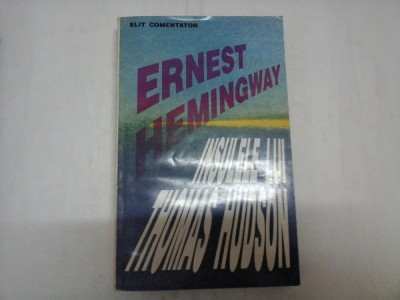 ELIT COMENTATOR
ERNEST
HEMINGWAY
INSULELE LUI
THOMAS HUDSON